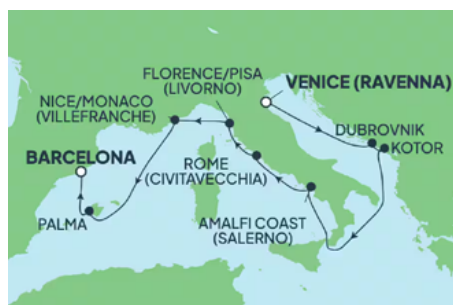 FLORENCE/PISA
(LIVORNO)
VENICE (RAVENNA)
NICE/MONACO
(VILLEFRANCHE)
DUBROVNIK
KOTOR
BARCELONA
ROME
(CIVITAVECCHIA)
PALMA
AMALFI COAST
(SALERNO)